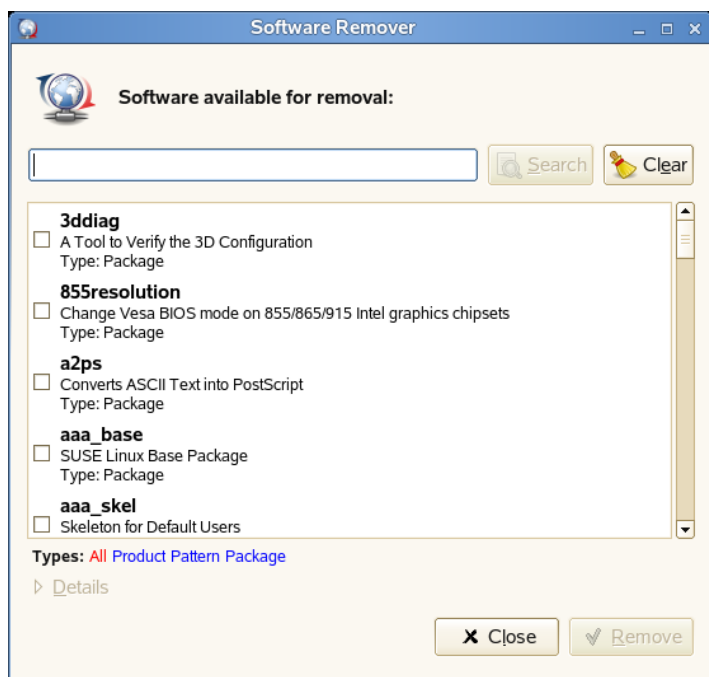 Software Remover
Software available for removal:
Search
Clear
3ddiag
A Tool to Verify the 3D Configuration
Type: Package
855resolution
Change Vesa BIOS mode on 855/865/915 Intel graphics chipsets
Type: Package
a2ps
Converts ASCII Text into PostScript
Type: Package
aaa_base
SUSE Linux Base Package
Type: Package
aaa_skel
Skeleton for Default Users
Types: All Product Pattern Package
Details
Close
Remove